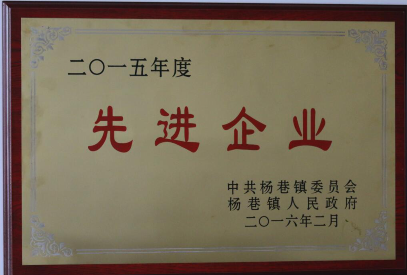 二〇一五年度
先进企业
中共杨巷镇委员会
杨巷镇人民政府
二〇一六年二月